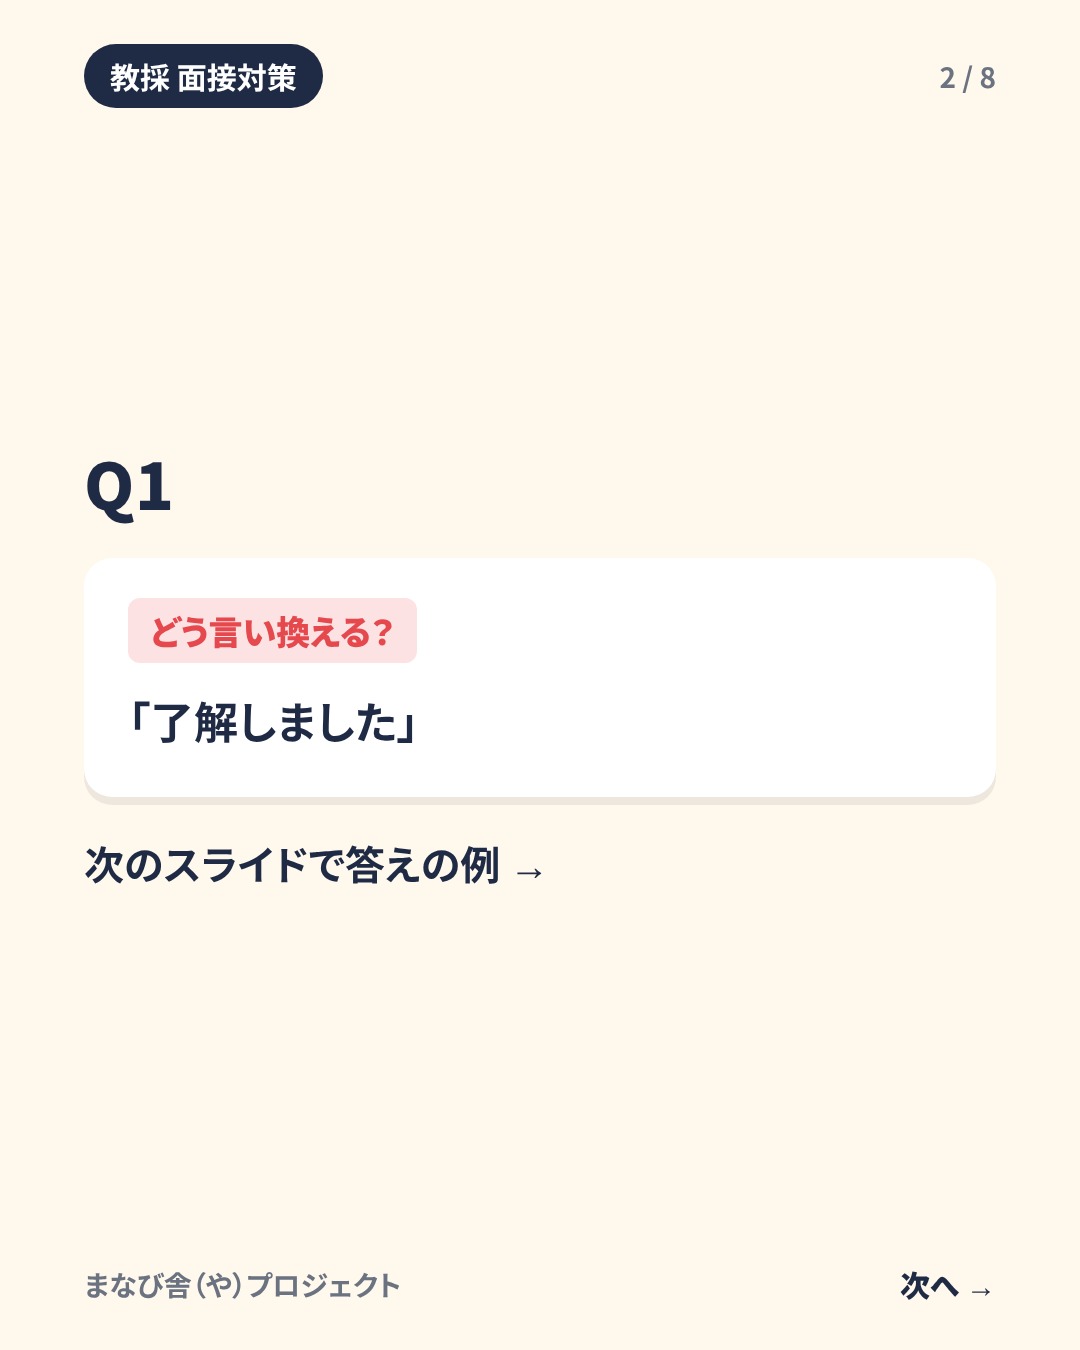 教採 面接対策
2 / 8
Q1
どう言い換える？
「了解しました」
次のスライドで答えの例 →
まなび舎（や）プロジェクト
次へ →